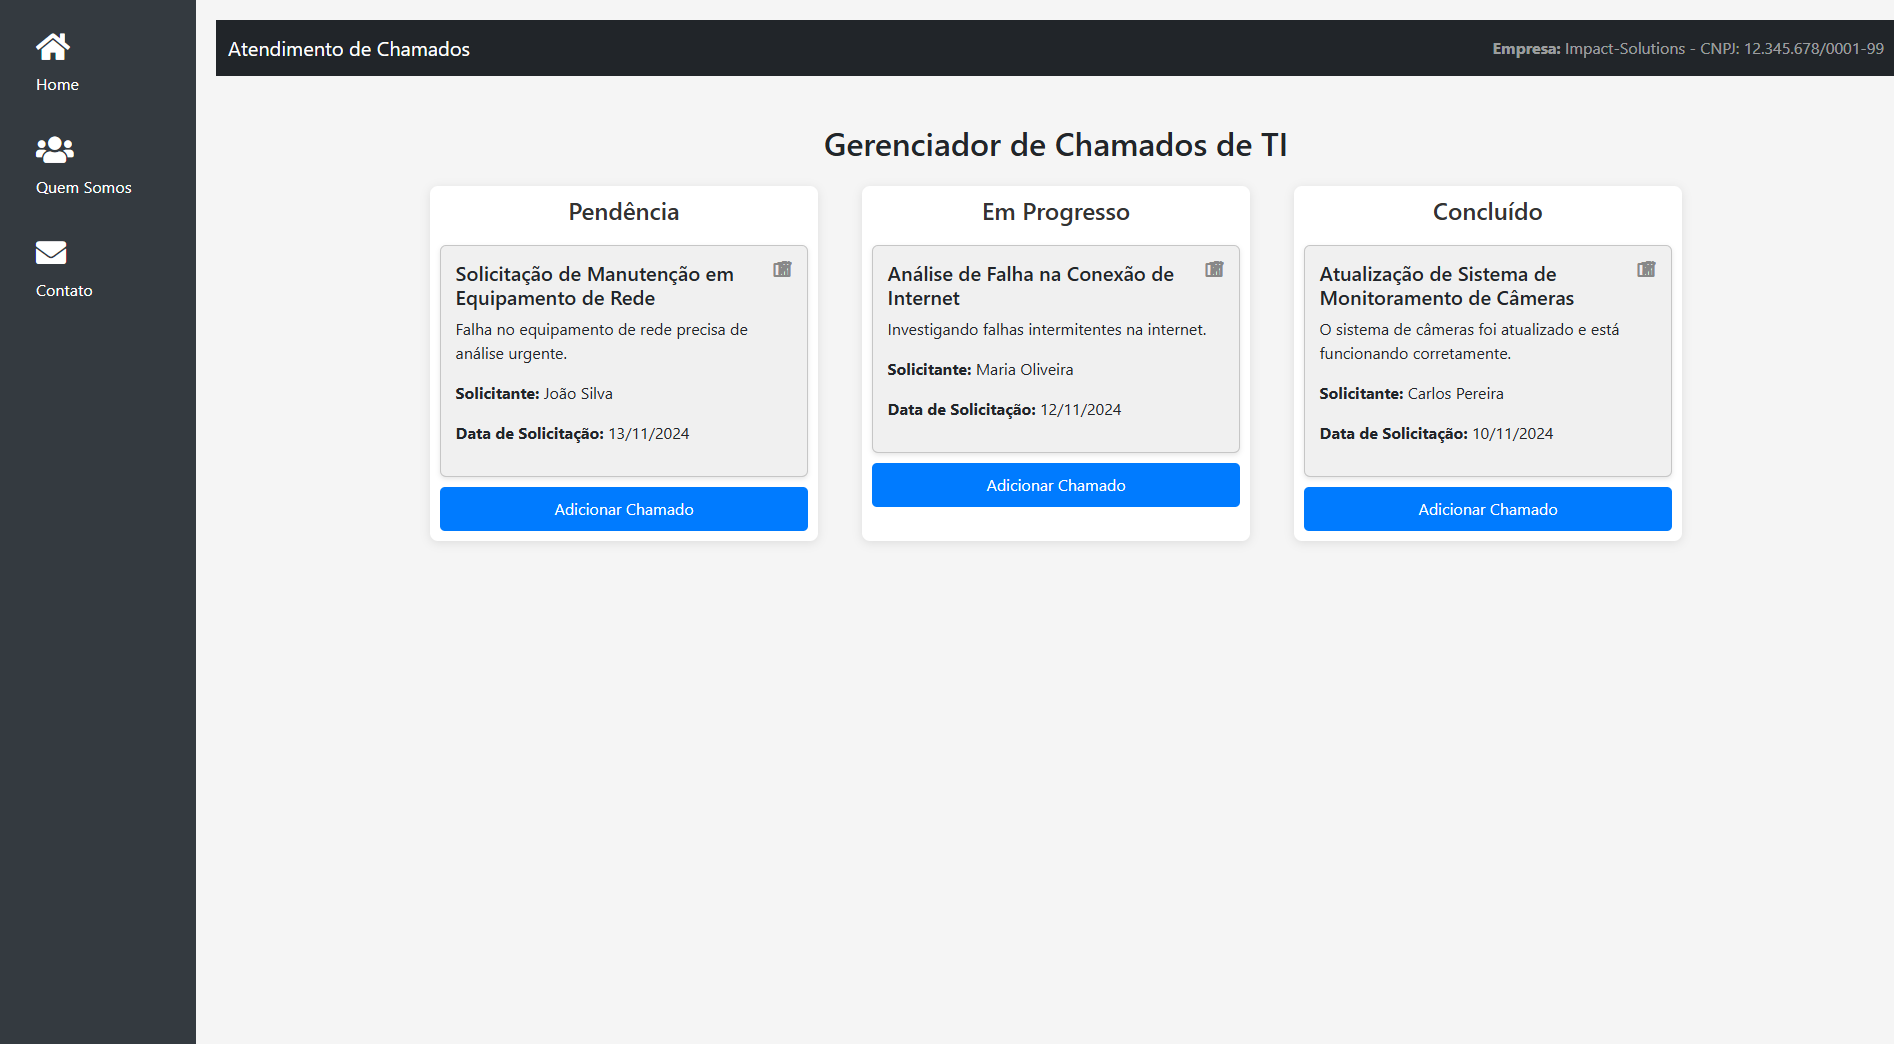 Home
Quem Somos
Contato
Atendimento de Chamados
Empresa: Impact-Solutions - CNPJ: 12.345.678/0001-99
Gerenciador de Chamados de TI
Pendência
Solicitação de Manutenção em
Equipamento de Rede
Falha no equipamento de rede precisa de
análise urgente.
Solicitante: João Silva
Data de Solicitação: 13/11/2024
Adicionar Chamado
Em Progresso
Análise de Falha na Conexão de
Internet
Investigando falhas intermitentes na internet.
Solicitante: Maria Oliveira
Data de Solicitação: 12/11/2024
Adicionar Chamado
Concluído
Atualização de Sistema de
Monitoramento de Câmeras
O sistema de câmeras foi atualizado e está
funcionando corretamente.
Solicitante: Carlos Pereira
Data de Solicitação: 10/11/2024
Adicionar Chamado